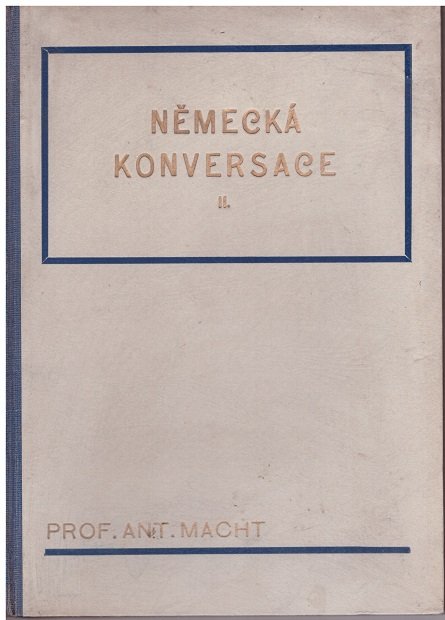 NĚMECKÁ
KONVERSACE
II.
PROF. ANT. MACHT